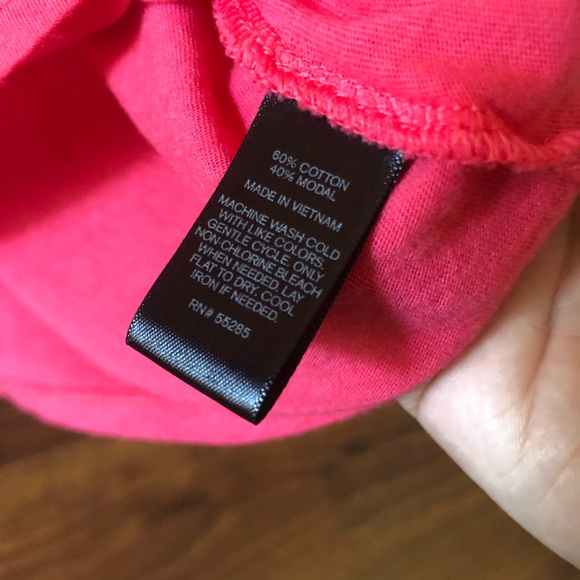 60% COTTON
40% MODAL
MADE IN VIETNAM
MACHINE WASH COLD
WITH LIKE COLORS,
GENTLE CYCLE. ONLY
NON-CHLORINE BLEACH
WHEN NEEDED. LAY
FLAT TO DRY. COOL
IRON IF NEEDED.
RN# 55285